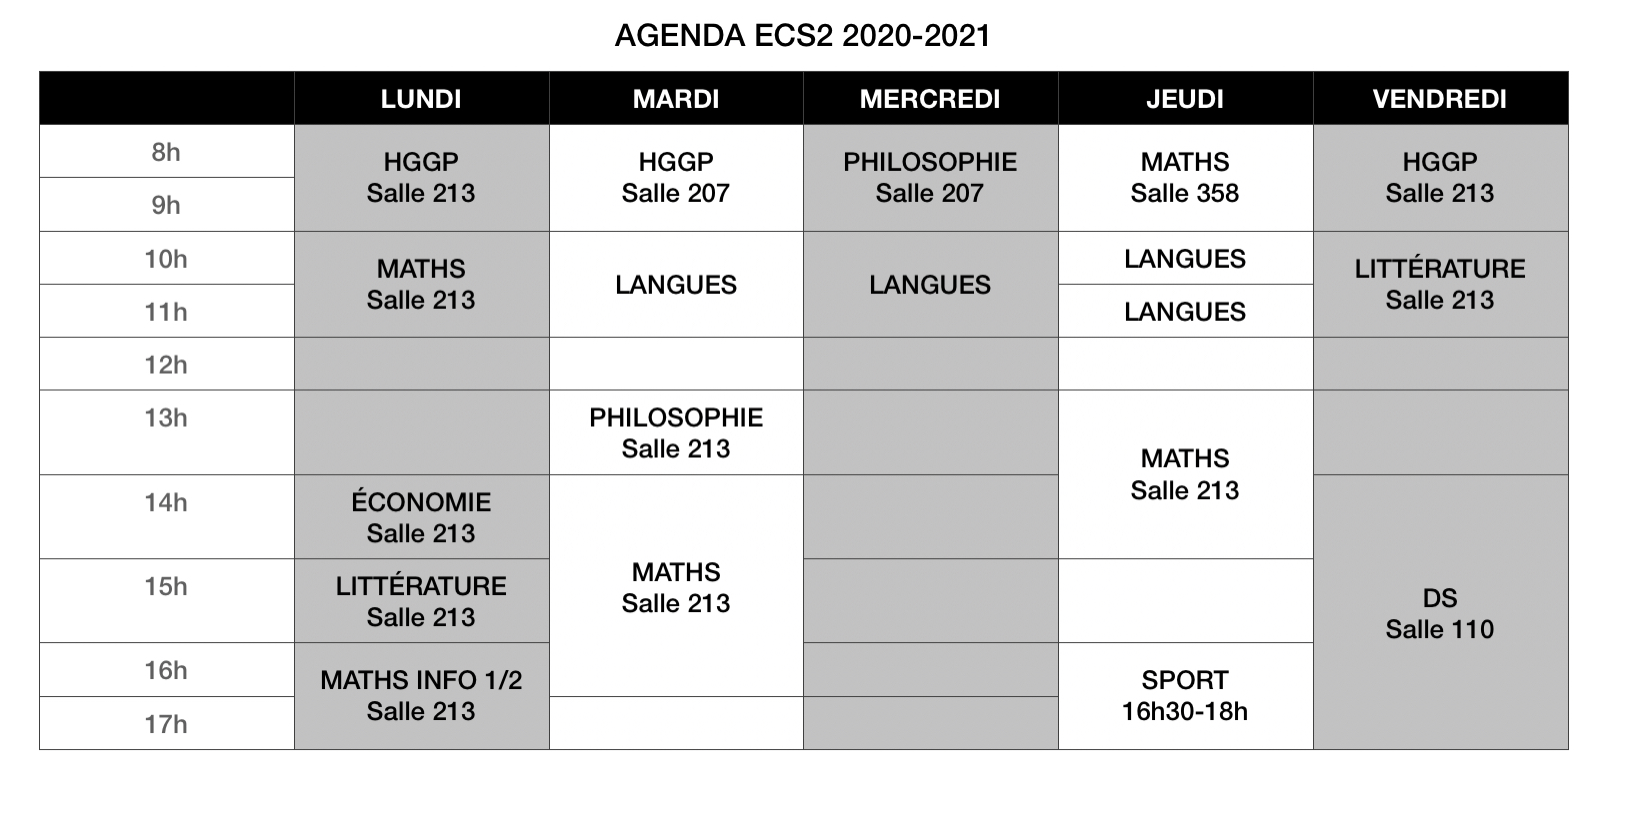 AGENDA ECS2 2020-2021
LUNDI MARDI MERCREDI JEUDI VENDREDI
8h
HGGP HGGP PHILOSOPHIE MATHS HGGP
Salle 213 Salle 207 Salle 207 Salle 358 Salle 213
9h
10h LANGUES
MATHS LITTÉRATURE
LANGUES LANGUES
Salle 213 Salle 213
11h LANGUES
12h
13h PHILOSOPHIE
Salle 213
MATHS
Salle 213
14h ÉCONOMIE
Salle 213
MATHS
Salle 213
15h LITTÉRATURE
Salle 213
DS
Salle 110
16h
MATHS INFO 1/2 SPORT
Salle 213 16h30-18h
17h